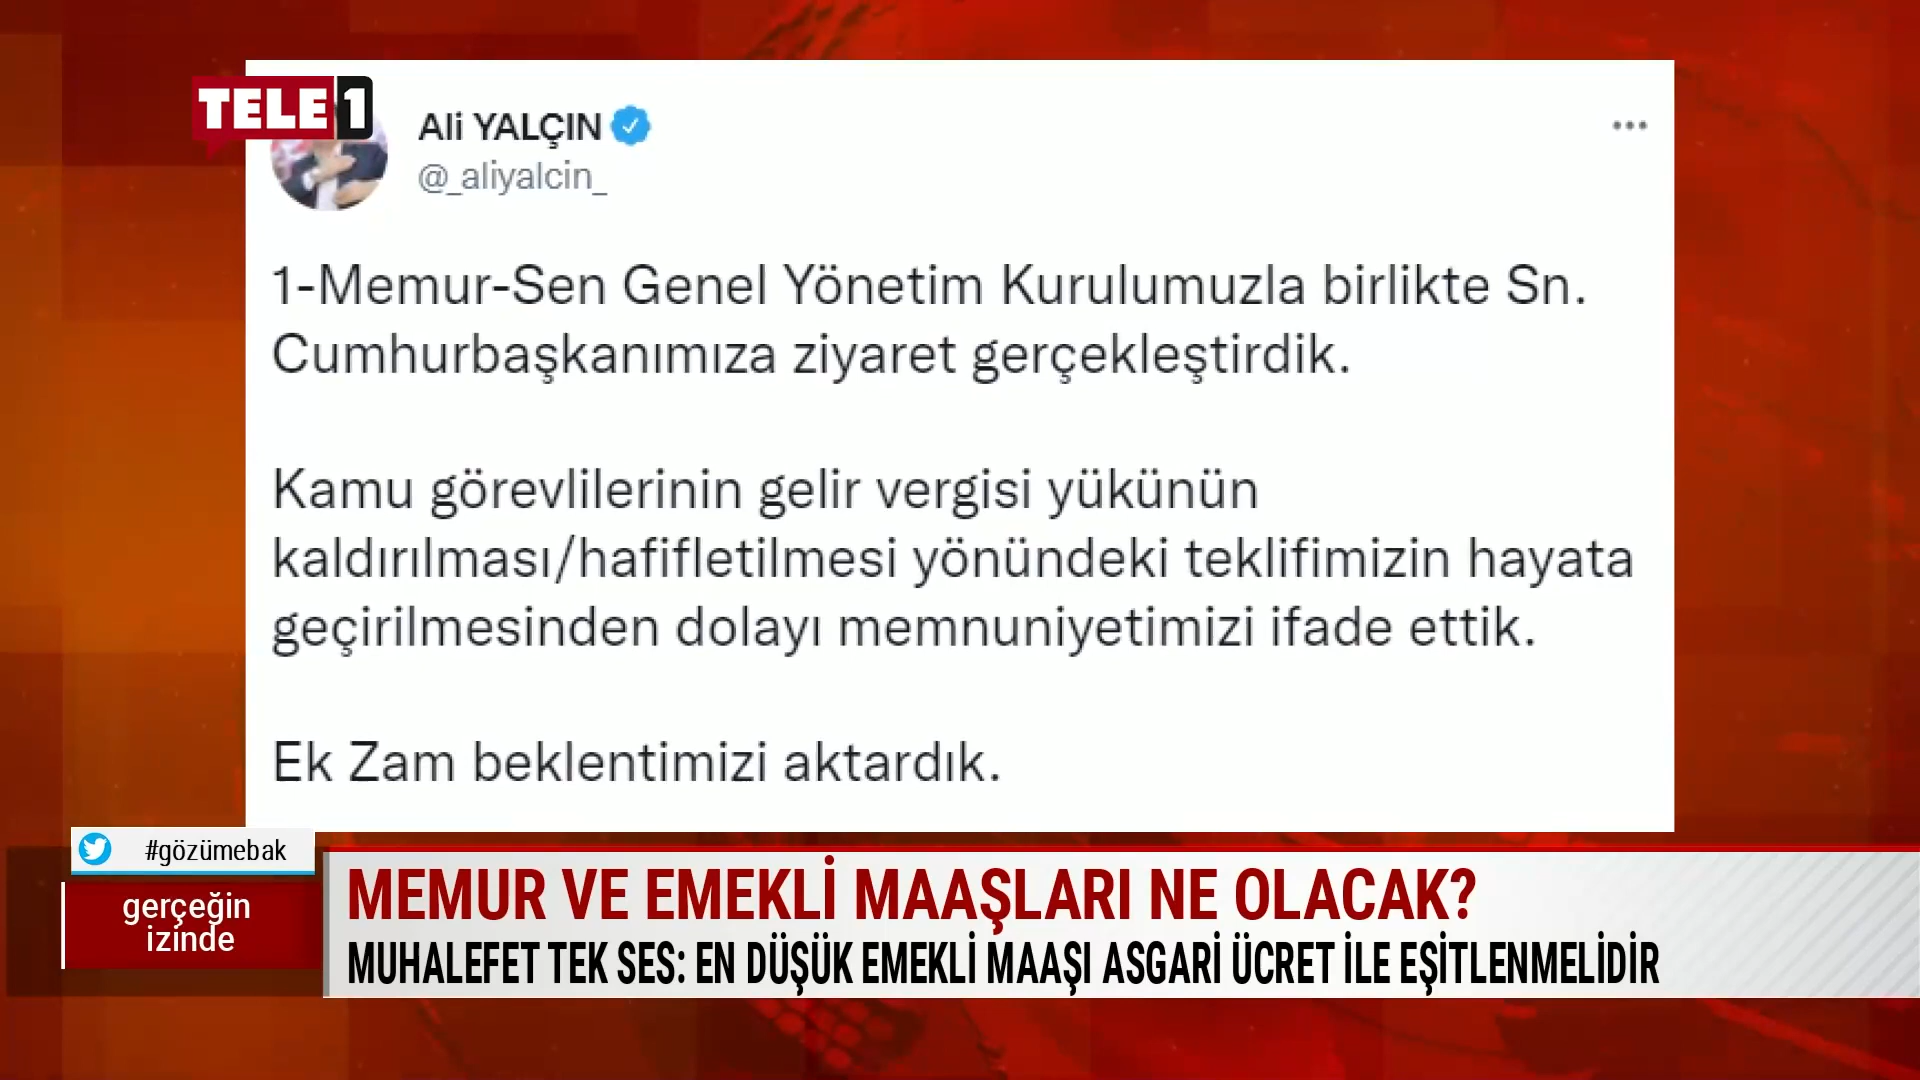 TELE1
Ali YALÇIN
@_aliyalcin_
1-Memur-Sen Genel Yönetim Kurulumuzla birlikte Sn.
Cumhurbaşkanımıza ziyaret gerçekleştirdik.
Kamu görevlilerinin gelir vergisi yükünün
kaldırılması/hafifletilmesi yönündeki teklifimizin hayata
geçirilmesinden dolayı memnuniyetimizi ifade ettik.
Ek Zam beklentimizi aktardık.
#gözümebak
gerçeğin
izinde
MEMUR VE EMEKLİ MAAŞLARI NE OLACAK?
MUHALEFET TEK SES: EN DÜŞÜK EMEKLİ MAAŞI ASGARİ ÜCRET İLE EŞİTLENMELİDİR